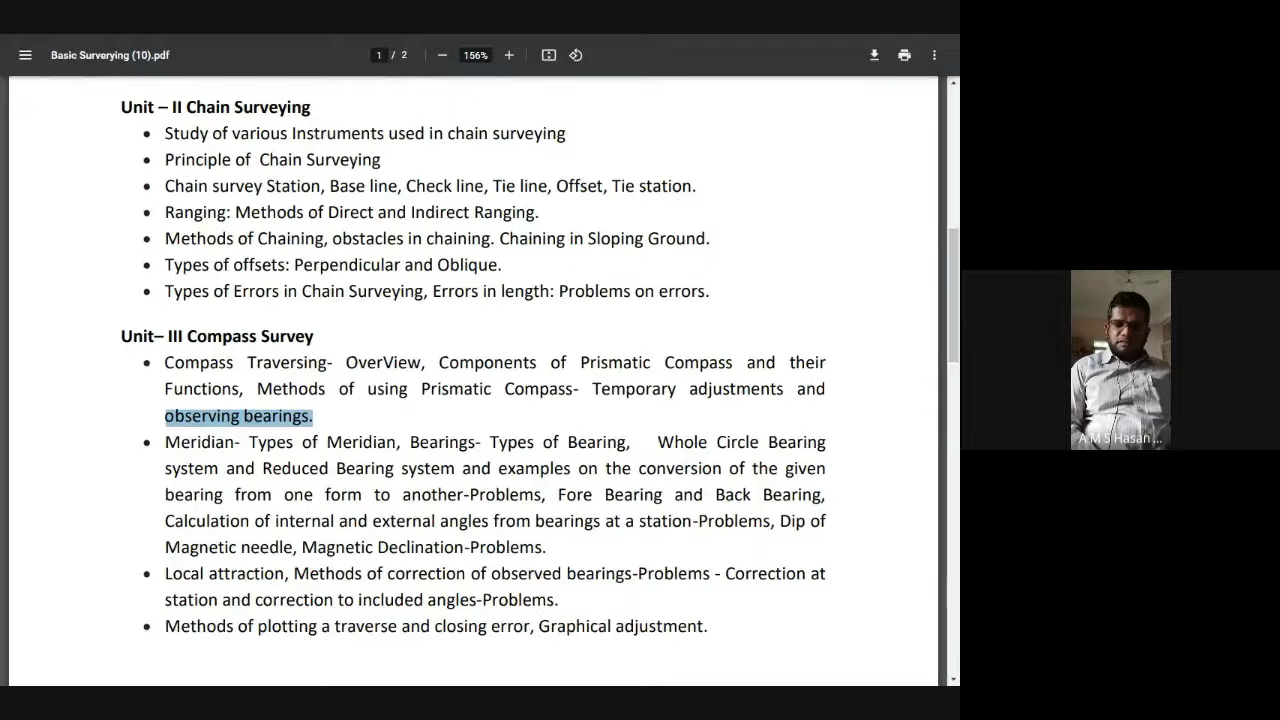 Basic Surverying (10).pdf
1 / 2
156%
Unit – II Chain Surveying
• Study of various Instruments used in chain surveying
• Principle of Chain Surveying
• Chain survey Station, Base line, Check line, Tie line, Offset, Tie station.
• Ranging: Methods of Direct and Indirect Ranging.
• Methods of Chaining, obstacles in chaining. Chaining in Sloping Ground.
• Types of offsets: Perpendicular and Oblique.
• Types of Errors in Chain Surveying, Errors in length: Problems on errors.
Unit– III Compass Survey
• Compass Traversing- OverView, Components of Prismatic Compass and their
Functions, Methods of using Prismatic Compass- Temporary adjustments and
observing bearings.
• Meridian- Types of Meridian, Bearings- Types of Bearing, Whole Circle Bearing
system and Reduced Bearing system and examples on the conversion of the given
bearing from one form to another-Problems, Fore Bearing and Back Bearing,
Calculation of internal and external angles from bearings at a station-Problems, Dip of
Magnetic needle, Magnetic Declination-Problems.
• Local attraction, Methods of correction of observed bearings-Problems - Correction at
station and correction to included angles-Problems.
• Methods of plotting a traverse and closing error, Graphical adjustment.
A M S Hasan ...